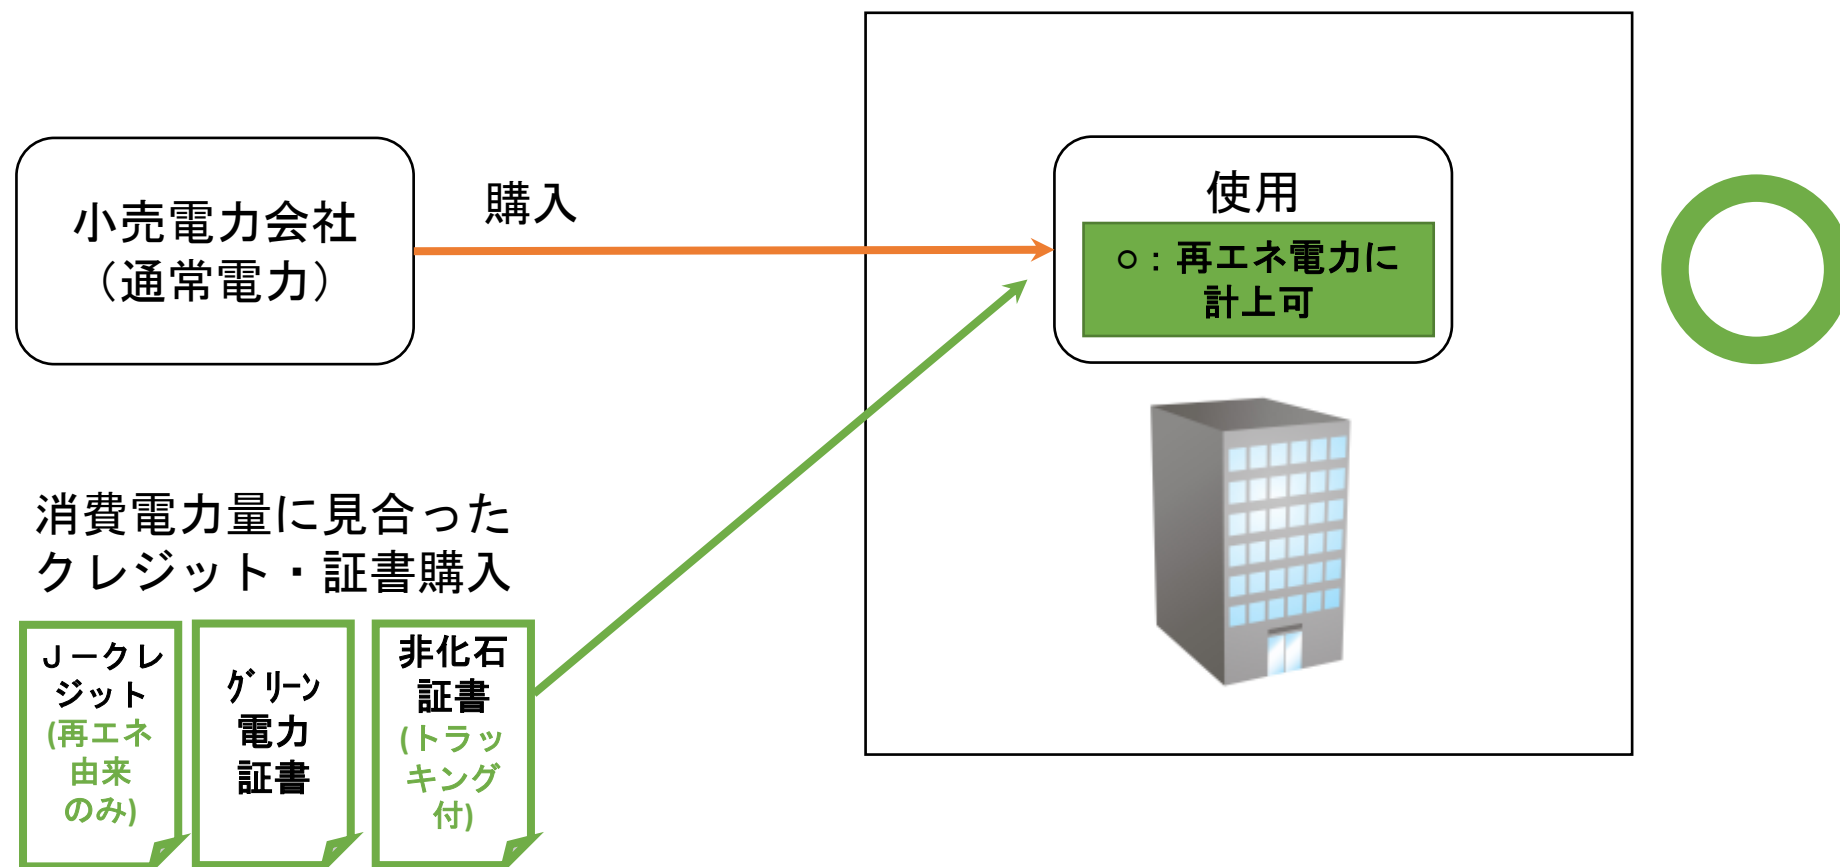 小売電力会社
（通常電力）
購入
使用
○：再エネ電力に
計上可
消費電力量に見合った
クレジット・証書購入
Ｊークレ
ジット
(再エネ
由来
のみ)
ｸﾞﾘｰﾝ
電力
証書
非化石
証書
(トラッ
キング
付)